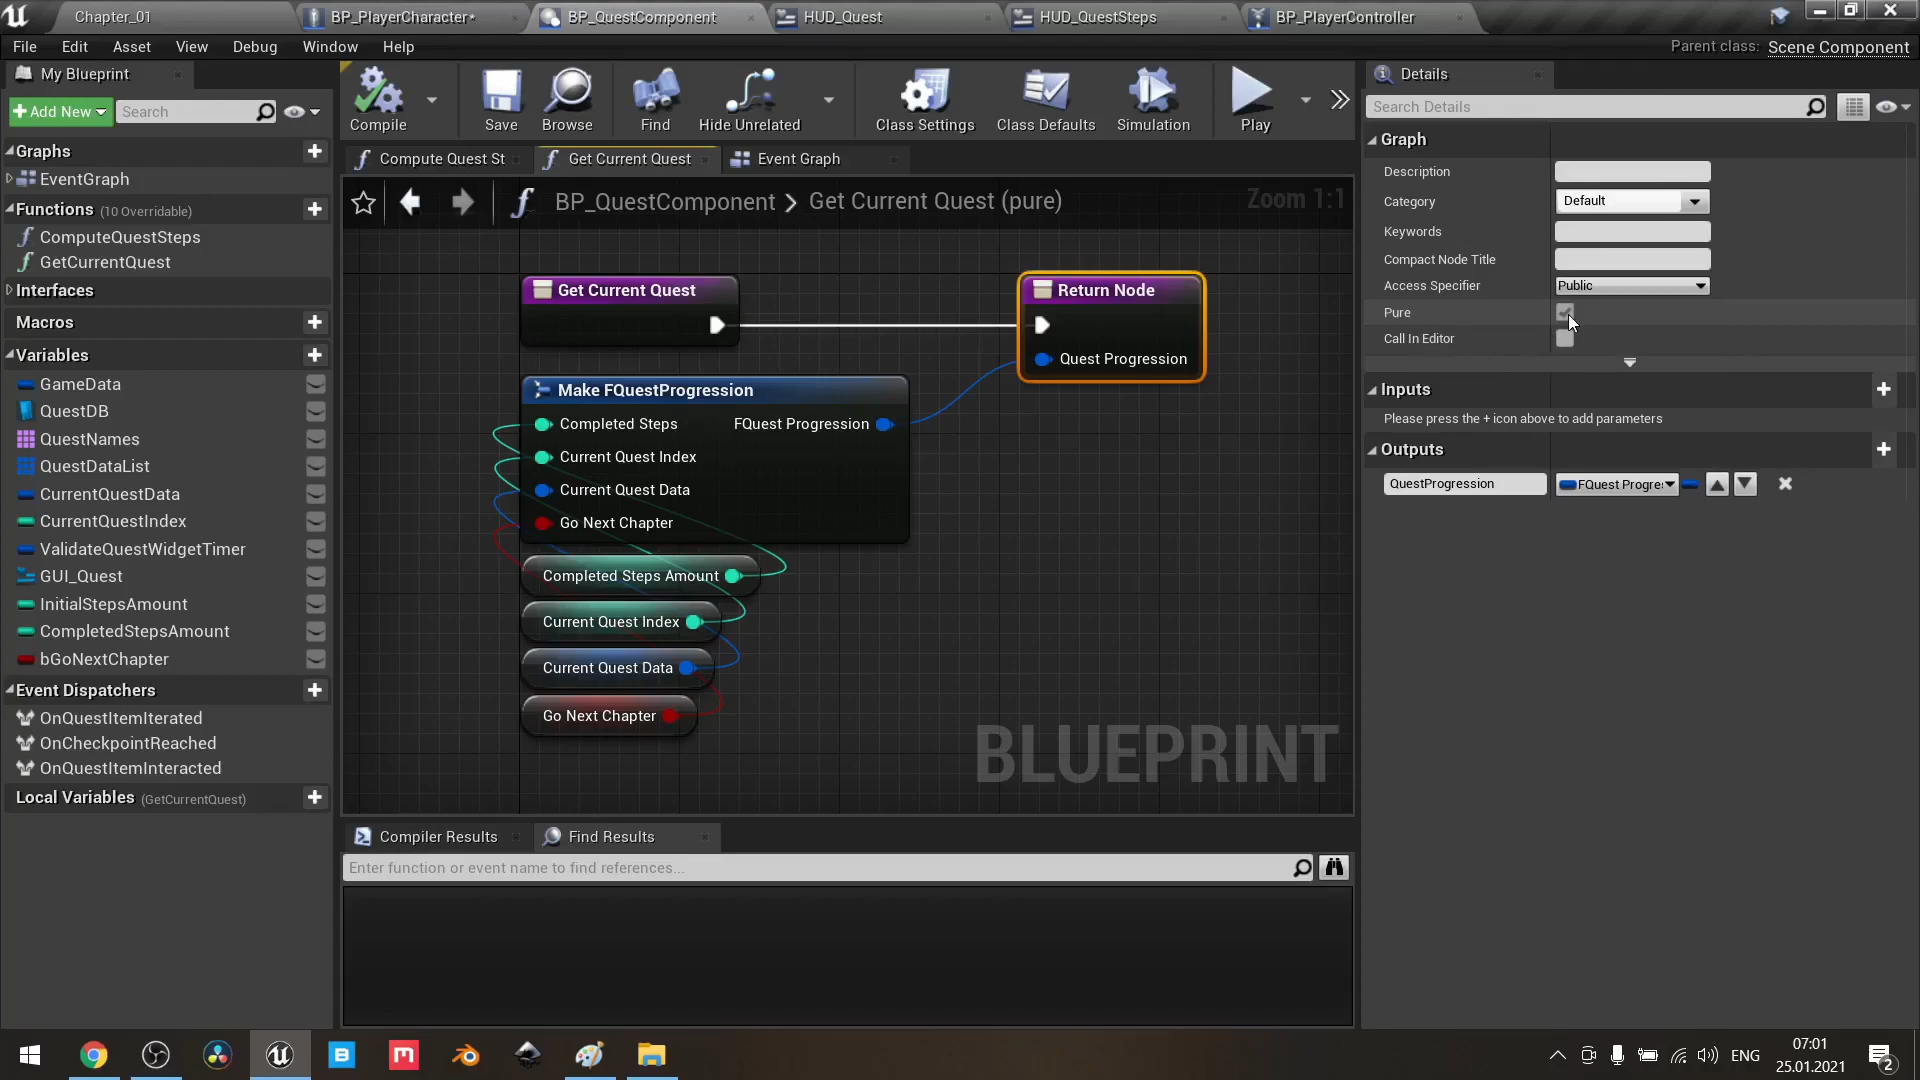 Chapter_01
BP_PlayerCharacter*
BP_QuestComponent
HUD_Quest
HUD_QuestSteps
BP_PlayerController
File Edit Asset View Debug Window Help
Parent class: Scene Component
My Blueprint
Add New
Search
Graphs
EventGraph
Functions (10 Overridable)
ComputeQuestSteps
GetCurrentQuest
Interfaces
Macros
Variables
GameData
QuestDB
QuestNames
QuestDataList
CurrentQuestData
CurrentQuestIndex
ValidateQuestWidgetTimer
GUI_Quest
InitialStepsAmount
CompletedStepsAmount
bGoNextChapter
Event Dispatchers
OnQuestItemIterated
OnCheckpointReached
OnQuestItemInteracted
Local Variables (GetCurrentQuest)
Compile
Save
Browse
Find
Hide Unrelated
Class Settings
Class Defaults
Simulation
Play
Compute Quest St
Get Current Quest
Event Graph
BP_QuestComponent > Get Current Quest (pure)
Zoom 1:1
Get Current Quest
Return Node
Quest Progression
Make FQuestProgression
Completed Steps
FQuest Progression
Current Quest Index
Current Quest Data
Go Next Chapter
Completed Steps Amount
Current Quest Index
Current Quest Data
Go Next Chapter
BLUEPRINT
Compiler Results
Find Results
Enter function or event name to find references...
Details
Search Details
Graph
Description
Category Default
Keywords
Compact Node Title
Access Specifier Public
Pure
Call In Editor
Inputs
Please press the + icon above to add parameters
Outputs
QuestProgression FQuest Progre
ENG
07:01
25.01.2021
2